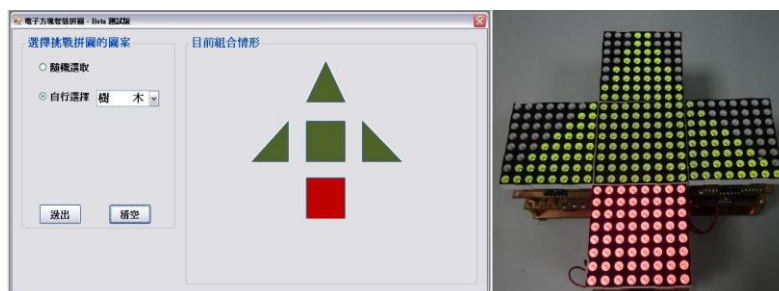 電子方塊智慧拼圖 - Beta 測試版
選擇挑戰拼圖的圖案
隨機選取
自行選擇 樹 木
送出 清空
目前組合情形